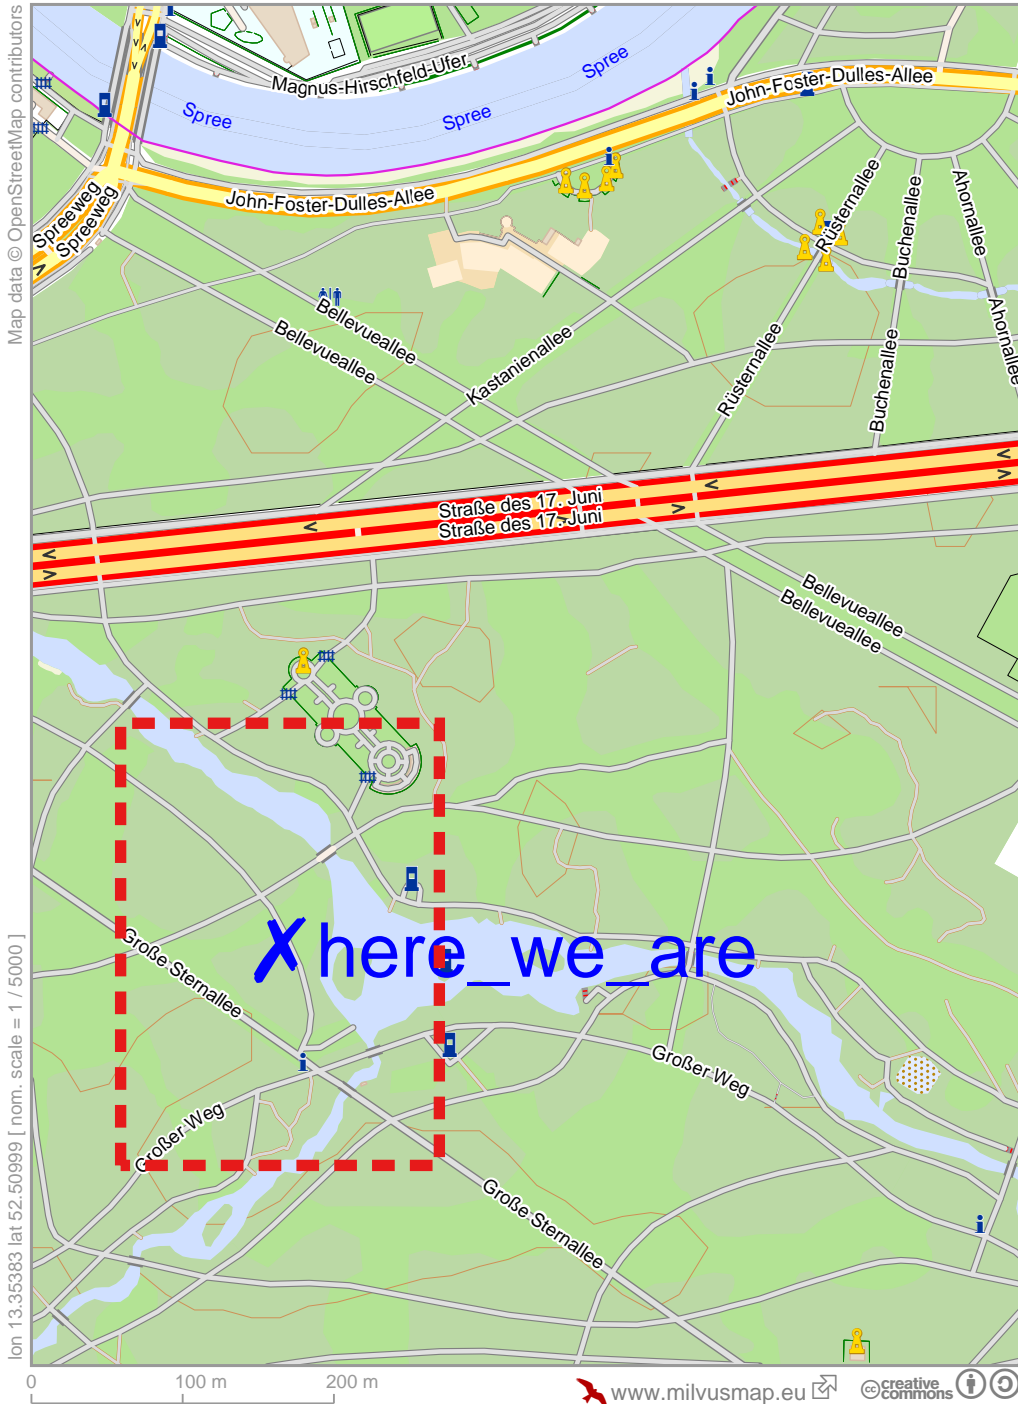 Map data © OpenStreetMap contributors
lon 13.35383 lat 52.50999 [ nom. scale = 1 / 5000 ]
Magnus-Hirschfeld-Ufer
Spree
Spree
Spree
John-Foster-Dulles-Allee
John-Foster-Dulles-Allee
Spreeweg
Spreeweg
Rüsternallee
Buchenallee
Ahornallee
Bellevueallee
Bellevueallee
Kastanienallee
Rüsternallee
Buchenallee
Ahornallee
Straße des 17. Juni
Straße des 17. Juni
Bellevueallee
Bellevueallee
Große Sternallee
✗here_we_are
Großer Weg
Großer Weg
Große Sternallee
0 100 m 200 m
www.milvusmap.eu
cc creative commons